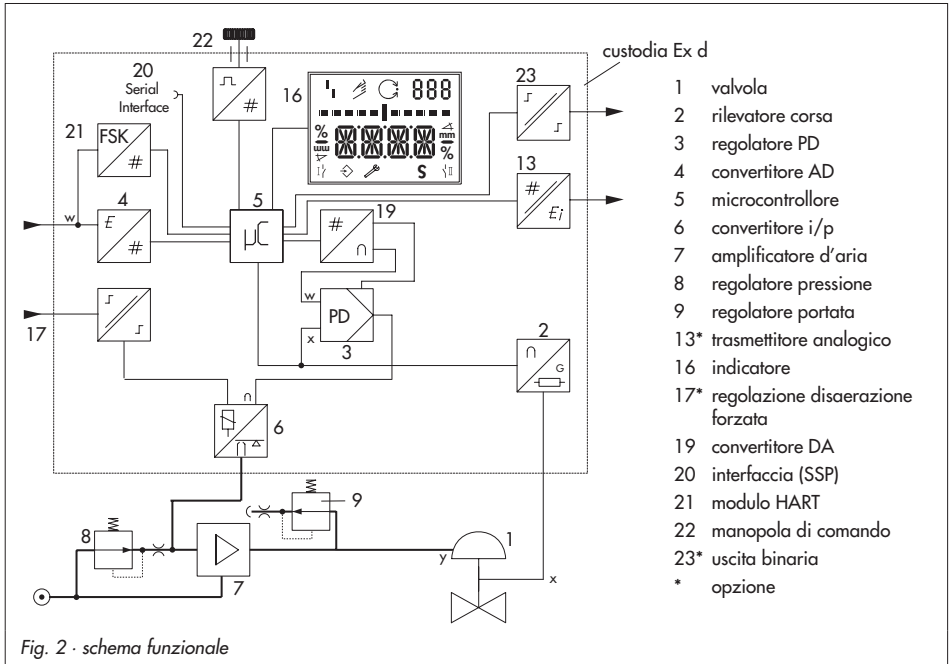 22
20
Serial
Interface
21
FSK
#
#
16
888
%
mm
mm
%
S
23
custodia Ex d
13
#
Ei
w
4
E
#
5
µC
19
#
∩
w
PD
x
3
17
2
∩
G
∩
6
∩
8
9
7
y
1
x
1 valvola
2 rilevatore corsa
3 regolatore PD
4 convertitore AD
5 microcontrollore
6 convertitore i/p
7 amplificatore d'aria
8 regolatore pressione
9 regolatore portata
13* trasmettitore analogico
16 indicatore
17* regolazione disaerazione
forzata
19 convertitore DA
20 interfaccia (SSP)
21 modulo HART
22 manopola di comando
23* uscita binaria
* opzione
Fig. 2 · schema funzionale